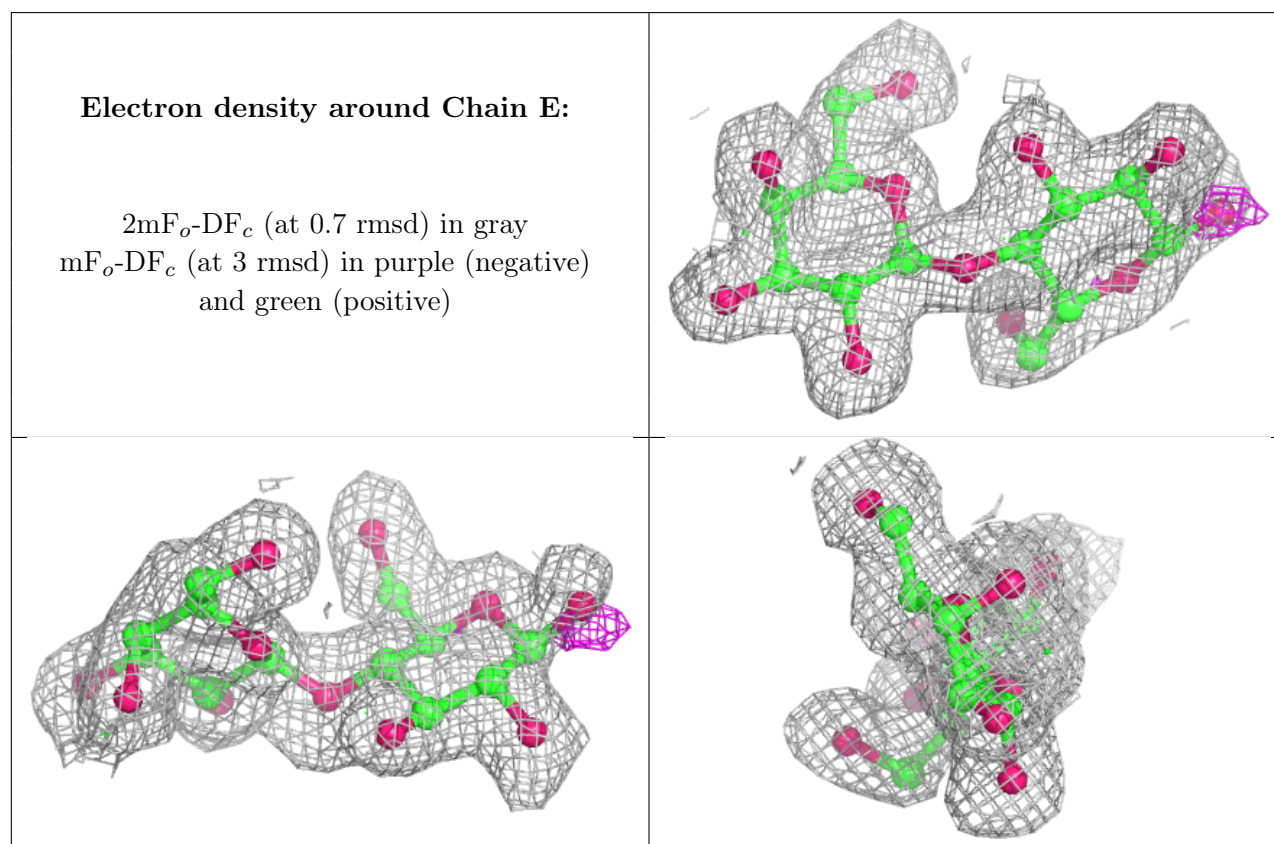 Electron density around Chain E:
2mFₒ-DF𝒸 (at 0.7 rmsd) in gray
mFₒ-DF𝒸 (at 3 rmsd) in purple (negative)
and green (positive)